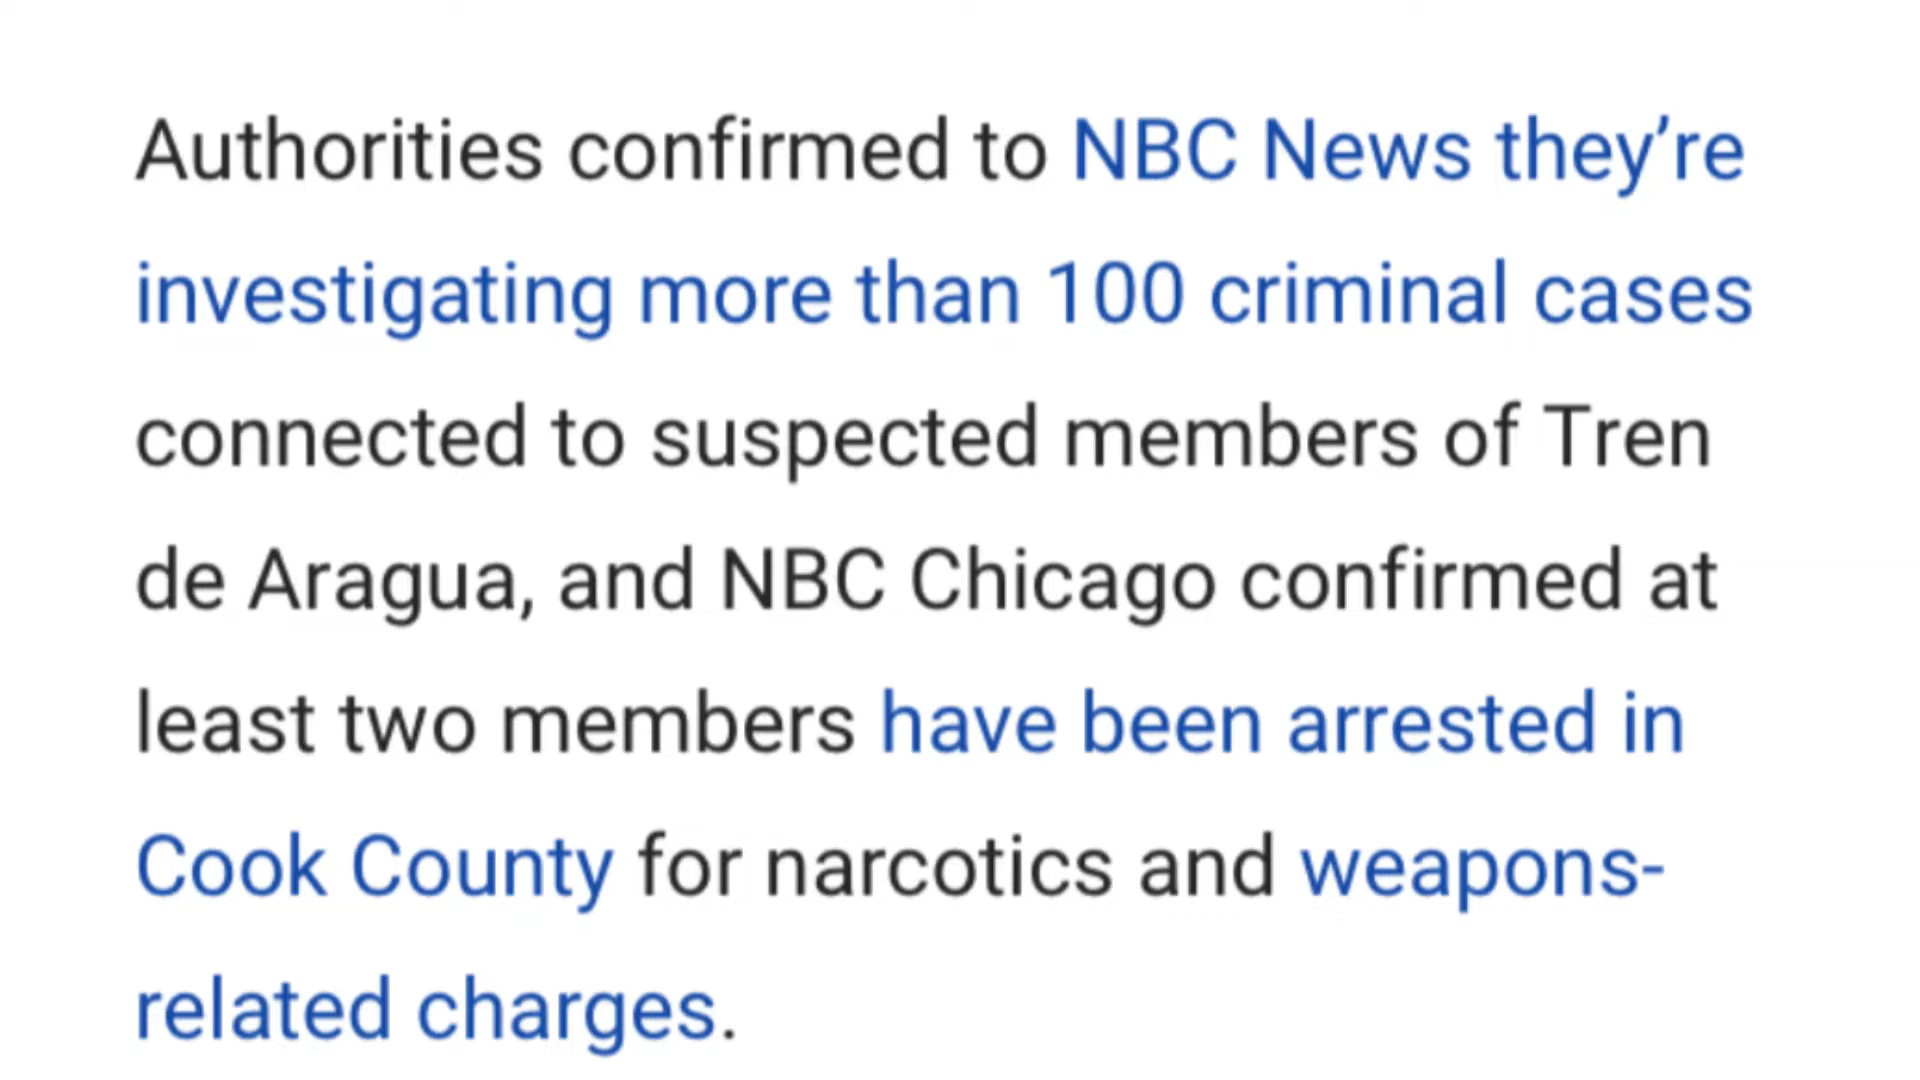 Authorities confirmed to NBC News they’re
investigating more than 100 criminal cases
connected to suspected members of Tren
de Aragua, and NBC Chicago confirmed at
least two members have been arrested in
Cook County for narcotics and weapons-
related charges.